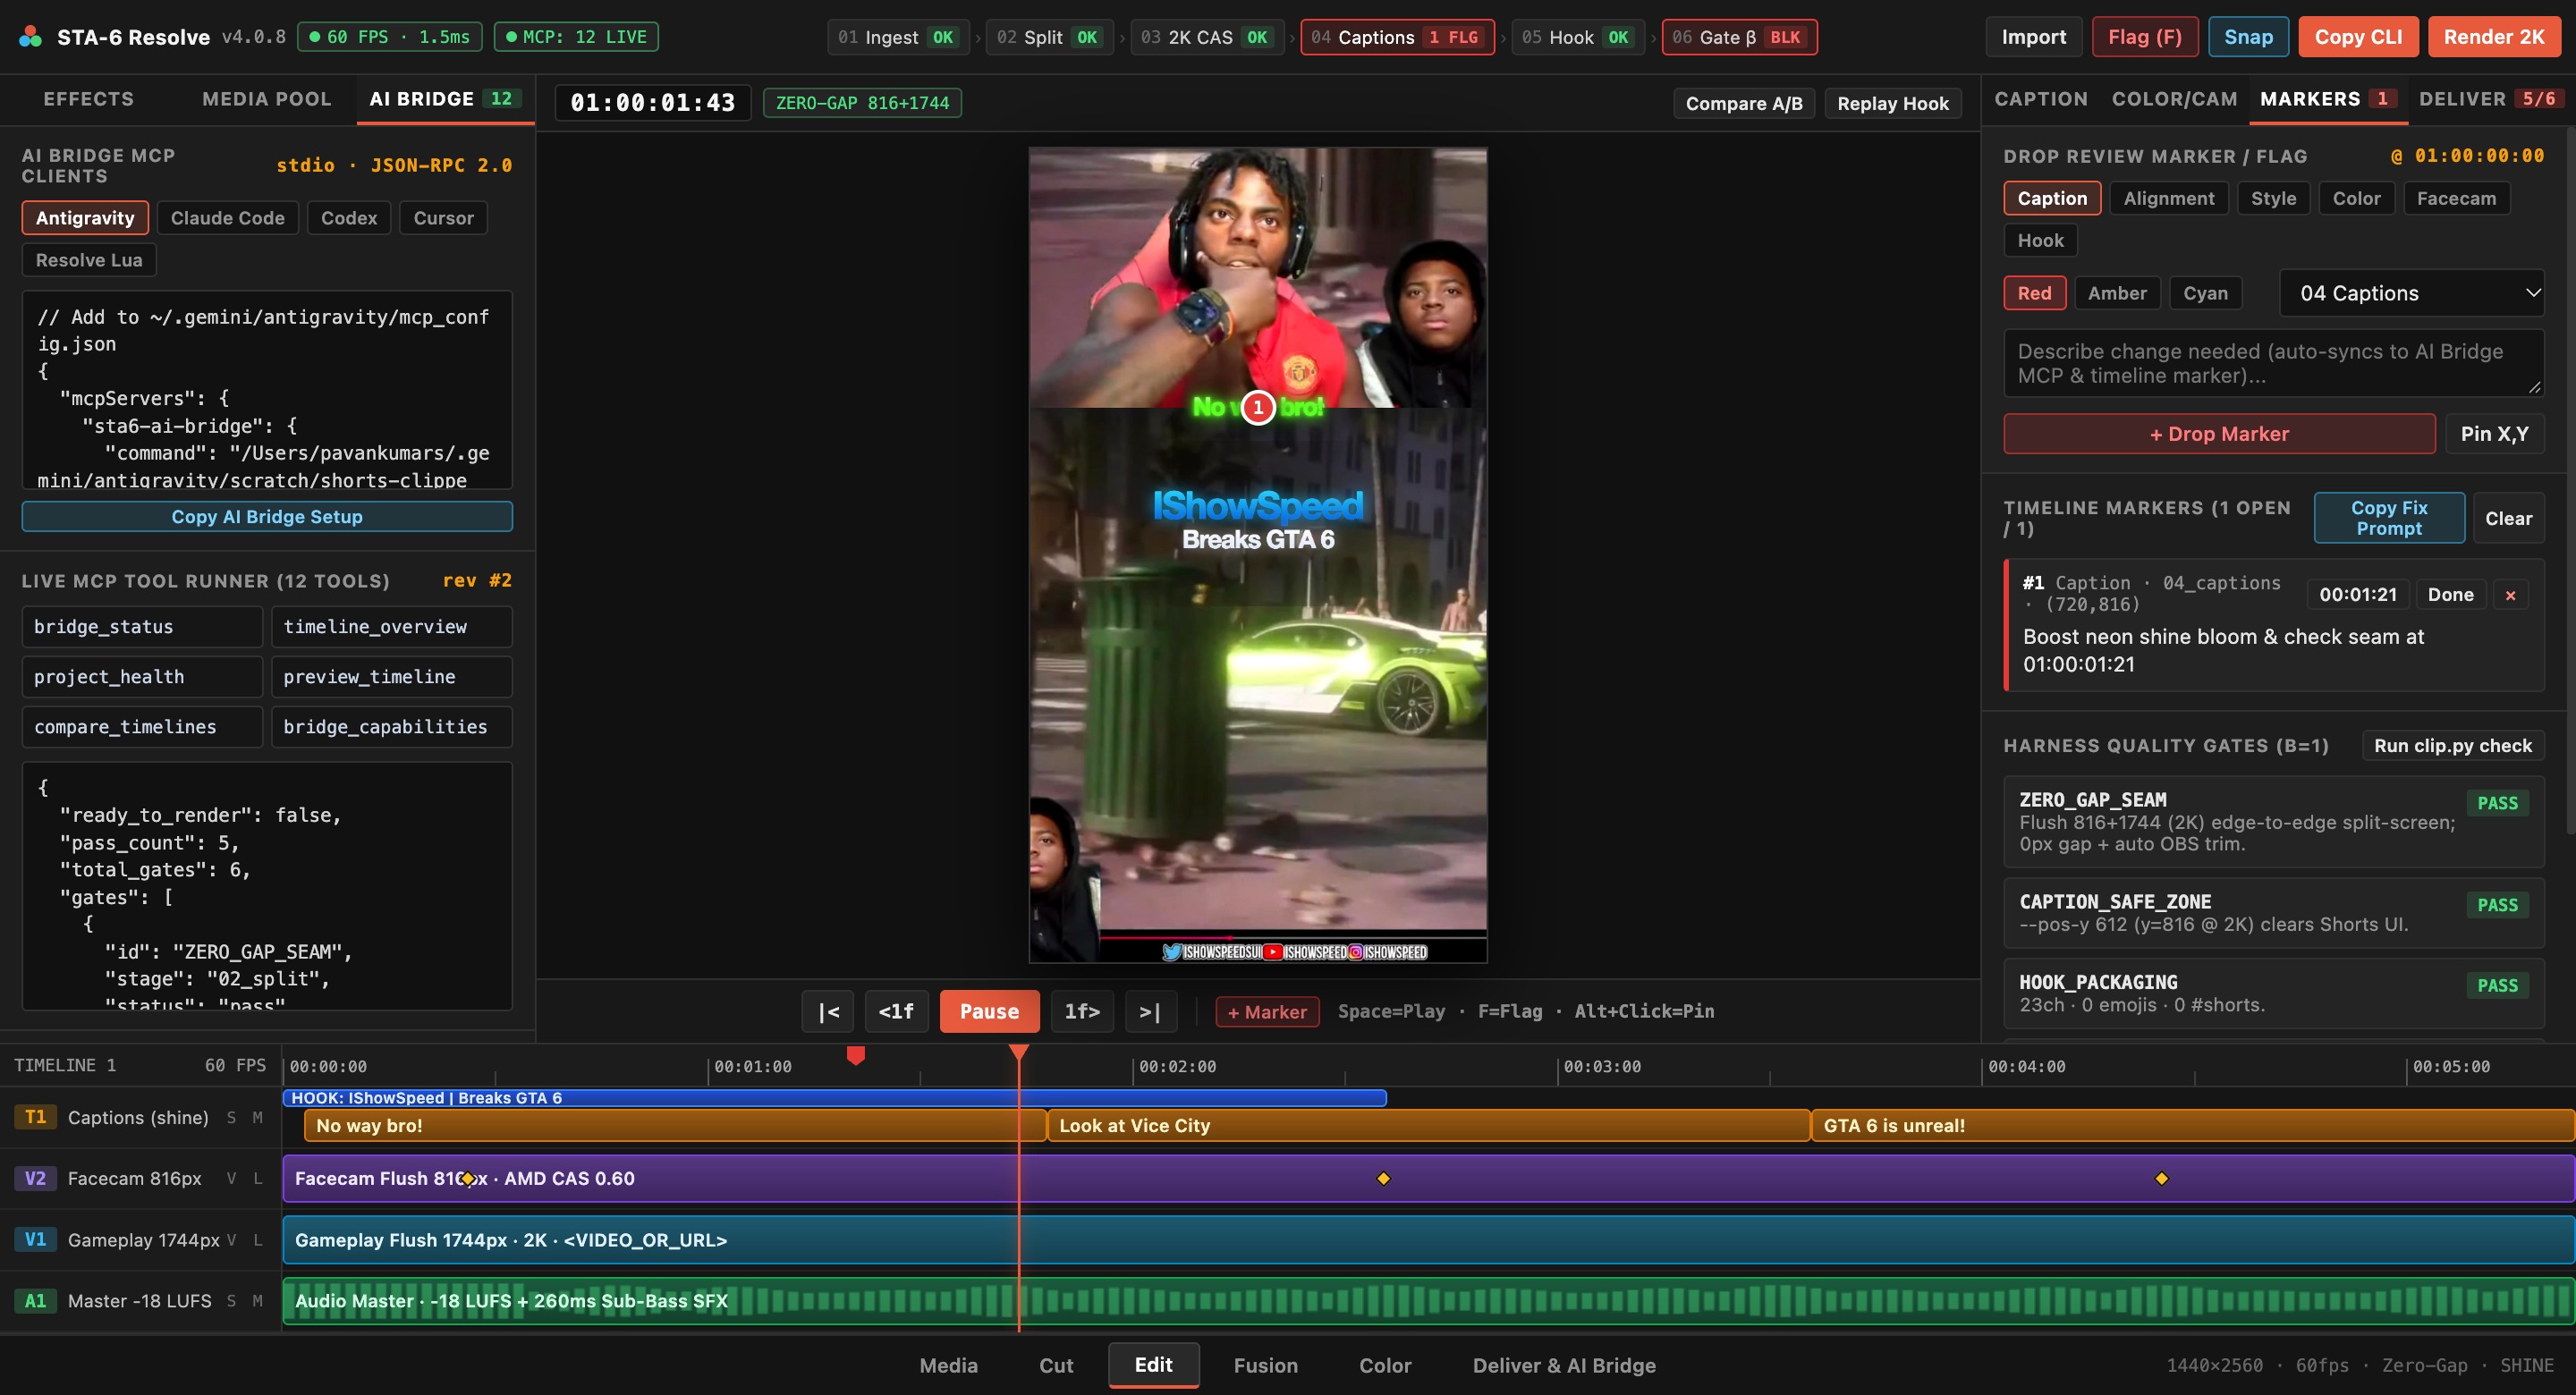 STA-6 Resolve v4.0.8
60 FPS · 1.5ms
MCP: 12 LIVE
01 Ingest OK
02 Split OK
03 2K CAS OK
04 Captions 1 FLG
05 Hook OK
06 Gate β BLK
Import
Flag (F)
Snap
Copy CLI
Render 2K
EFFECTS
MEDIA POOL
AI BRIDGE 12
AI BRIDGE MCP
CLIENTS
stdio · JSON-RPC 2.0
Antigravity
Claude Code
Codex
Cursor
Resolve Lua
// Add to ~/.gemini/antigravity/mcp_conf
ig.json
{
"mcpServers": {
"sta6-ai-bridge": {
"command": "/Users/pavankumars/.ge
mini/antigravity/scratch/shorts-clippe
Copy AI Bridge Setup
LIVE MCP TOOL RUNNER (12 TOOLS)
rev #2
bridge_status
timeline_overview
project_health
preview_timeline
compare_timelines
bridge_capabilities
{
"ready_to_render": false,
"pass_count": 5,
"total_gates": 6,
"gates": [
{
"id": "ZERO_GAP_SEAM",
"stage": "02_split",
"status": "pass"
01:00:01:43
ZERO-GAP 816+1744
Compare A/B
Replay Hook
No
1
bro!
IShowSpeed
Breaks GTA 6
ISHOWSPEEDSUI ISHOWSPEED ISHOWSPEED
|<
<1f
Pause
1f>
>|
+ Marker
Space=Play · F=Flag · Alt+Click=Pin
CAPTION
COLOR/CAM
MARKERS 1
DELIVER 5/6
DROP REVIEW MARKER / FLAG
@ 01:00:00:00
Caption
Alignment
Style
Color
Facecam
Hook
Red
Amber
Cyan
04 Captions
Describe change needed (auto-syncs to AI Bridge
MCP & timeline marker)...
+ Drop Marker
Pin X,Y
TIMELINE MARKERS (1 OPEN
/ 1)
Copy Fix
Prompt
Clear
#1 Caption · 04_captions
· (720,816)
00:01:21
Done
×
Boost neon shine bloom & check seam at
01:00:01:21
HARNESS QUALITY GATES (B=1)
Run clip.py check
ZERO_GAP_SEAM
PASS
Flush 816+1744 (2K) edge-to-edge split-screen;
0px gap + auto OBS trim.
CAPTION_SAFE_ZONE
PASS
--pos-y 612 (y=816 @ 2K) clears Shorts UI.
HOOK_PACKAGING
PASS
23ch · 0 emojis · 0 #shorts.
TIMELINE 1
60 FPS
00:00:00
00:01:00
00:02:00
00:03:00
00:04:00
00:05:00
T1 Captions (shine) S M
HOOK: IShowSpeed | Breaks GTA 6
No way bro!
Look at Vice City
GTA 6 is unreal!
V2 Facecam 816px V L
Facecam Flush 816px · AMD CAS 0.60
V1 Gameplay 1744px V L
Gameplay Flush 1744px · 2K · <VIDEO_OR_URL>
A1 Master -18 LUFS S M
Audio Master · -18 LUFS + 260ms Sub-Bass SFX
Media
Cut
Edit
Fusion
Color
Deliver & AI Bridge
1440×2560 · 60fps · Zero-Gap · SHINE